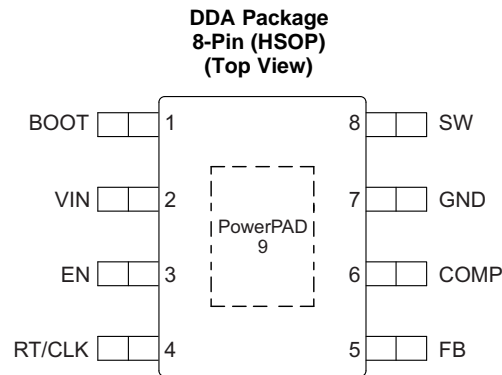 DDA Package
8-Pin (HSOP)
(Top View)
BOOT 1 8 SW
VIN 2 7 GND
PowerPAD
9
EN 3 6 COMP
RT/CLK 4 5 FB